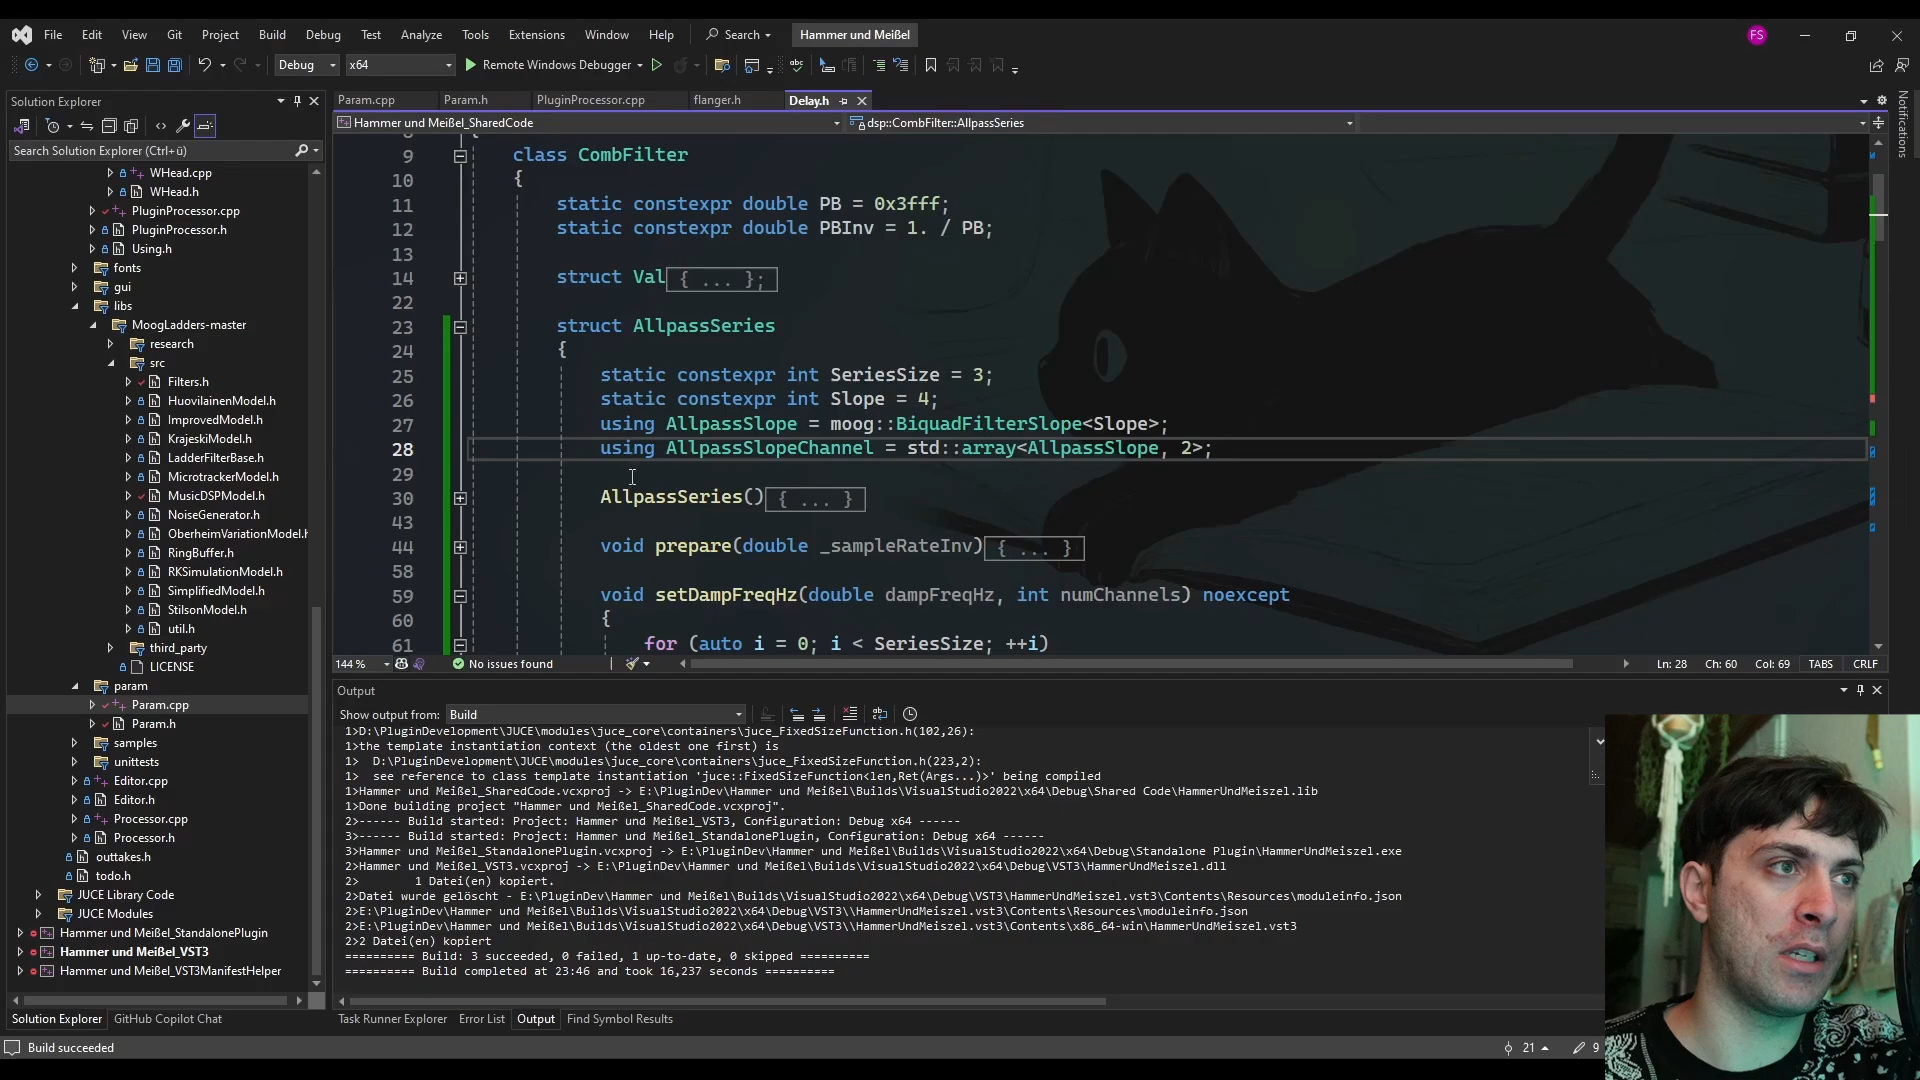 File Edit View Git Project Build Debug Test Analyze Tools Extensions Window Help Search Hammer und Meißel FS
Debug x64 Remote Windows Debugger
Solution Explorer
Search Solution Explorer (Ctrl+ü)
WHead.cpp
WHead.h
PluginProcessor.cpp
PluginProcessor.h
Using.h
fonts
gui
libs
MoogLadders-master
research
src
Filters.h
HuovilainenModel.h
ImprovedModel.h
KrajeskiModel.h
LadderFilterBase.h
MicrotrackerModel.h
MusicDSPModel.h
NoiseGenerator.h
OberheimVariationModel.h
RingBuffer.h
RKSimulationModel.h
SimplifiedModel.h
StilsonModel.h
util.h
third_party
LICENSE
param
Param.cpp
Param.h
samples
unittests
Editor.cpp
Editor.h
Processor.cpp
Processor.h
outtakes.h
todo.h
JUCE Library Code
JUCE Modules
Hammer und Meißel_StandalonePlugin
Hammer und Meißel_VST3
Hammer und Meißel_VST3ManifestHelper
Solution Explorer GitHub Copilot Chat
Param.cpp Param.h PluginProcessor.cpp flanger.h Delay.h
Hammer und Meißel_SharedCode dsp::CombFilter::AllpassSeries
9 class CombFilter
10 {
11 static constexpr double PB = 0x3fff;
12 static constexpr double PBInv = 1. / PB;
13
14 struct Val { ... };
22
23 struct AllpassSeries
24 {
25 static constexpr int SeriesSize = 3;
26 static constexpr int Slope = 4;
27 using AllpassSlope = moog::BiquadFilterSlope<Slope>;
28 using AllpassSlopeChannel = std::array<AllpassSlope, 2>;
29
30 AllpassSeries() { ... }
43
44 void prepare(double _sampleRateInv) { ... }
58
59 void setDampFreqHz(double dampFreqHz, int numChannels) noexcept
60 {
61 for (auto i = 0; i < SeriesSize; ++i)
144 % No issues found Ln: 28 Ch: 60 Col: 69 TABS CRLF
Output
Show output from: Build
1>D:\PluginDevelopment\JUCE\modules\juce_core\containers\juce_FixedSizeFunction.h(102,26):
1>the template instantiation context (the oldest one first) is
1> D:\PluginDevelopment\JUCE\modules\juce_core\containers\juce_FixedSizeFunction.h(223,2):
1> see reference to class template instantiation 'juce::FixedSizeFunction<len,Ret(Args...)>' being compiled
1>Hammer und Meißel_SharedCode.vcxproj -> E:\PluginDev\Hammer und Meißel\Builds\VisualStudio2022\x64\Debug\Shared Code\HammerUndMeiszel.lib
1>Done building project "Hammer und Meißel_SharedCode.vcxproj".
2>------ Build started: Project: Hammer und Meißel_VST3, Configuration: Debug x64 ------
3>------ Build started: Project: Hammer und Meißel_StandalonePlugin, Configuration: Debug x64 ------
3>Hammer und Meißel_StandalonePlugin.vcxproj -> E:\PluginDev\Hammer und Meißel\Builds\VisualStudio2022\x64\Debug\Standalone Plugin\HammerUndMeiszel.exe
2>Hammer und Meißel_VST3.vcxproj -> E:\PluginDev\Hammer und Meißel\Builds\VisualStudio2022\x64\Debug\VST3\HammerUndMeiszel.dll
2> 1 Datei(en) kopiert.
2>Datei wurde gelöscht - E:\PluginDev\Hammer und Meißel\Builds\VisualStudio2022\x64\Debug\VST3\HammerUndMeiszel.vst3\Contents\Resources\moduleinfo.json
2>E:\PluginDev\Hammer und Meißel\Builds\VisualStudio2022\x64\Debug\VST3\\HammerUndMeiszel.vst3\Contents\Resources\moduleinfo.json
2>E:\PluginDev\Hammer und Meißel\Builds\VisualStudio2022\x64\Debug\VST3\\HammerUndMeiszel.vst3\Contents\x86_64-win\HammerUndMeiszel.vst3
2>2 Datei(en) kopiert
========== Build: 3 succeeded, 0 failed, 1 up-to-date, 0 skipped ==========
========== Build completed at 23:46 and took 16,237 seconds ==========
Task Runner Explorer Error List Output Find Symbol Results
Build succeeded 21 9
Notifications